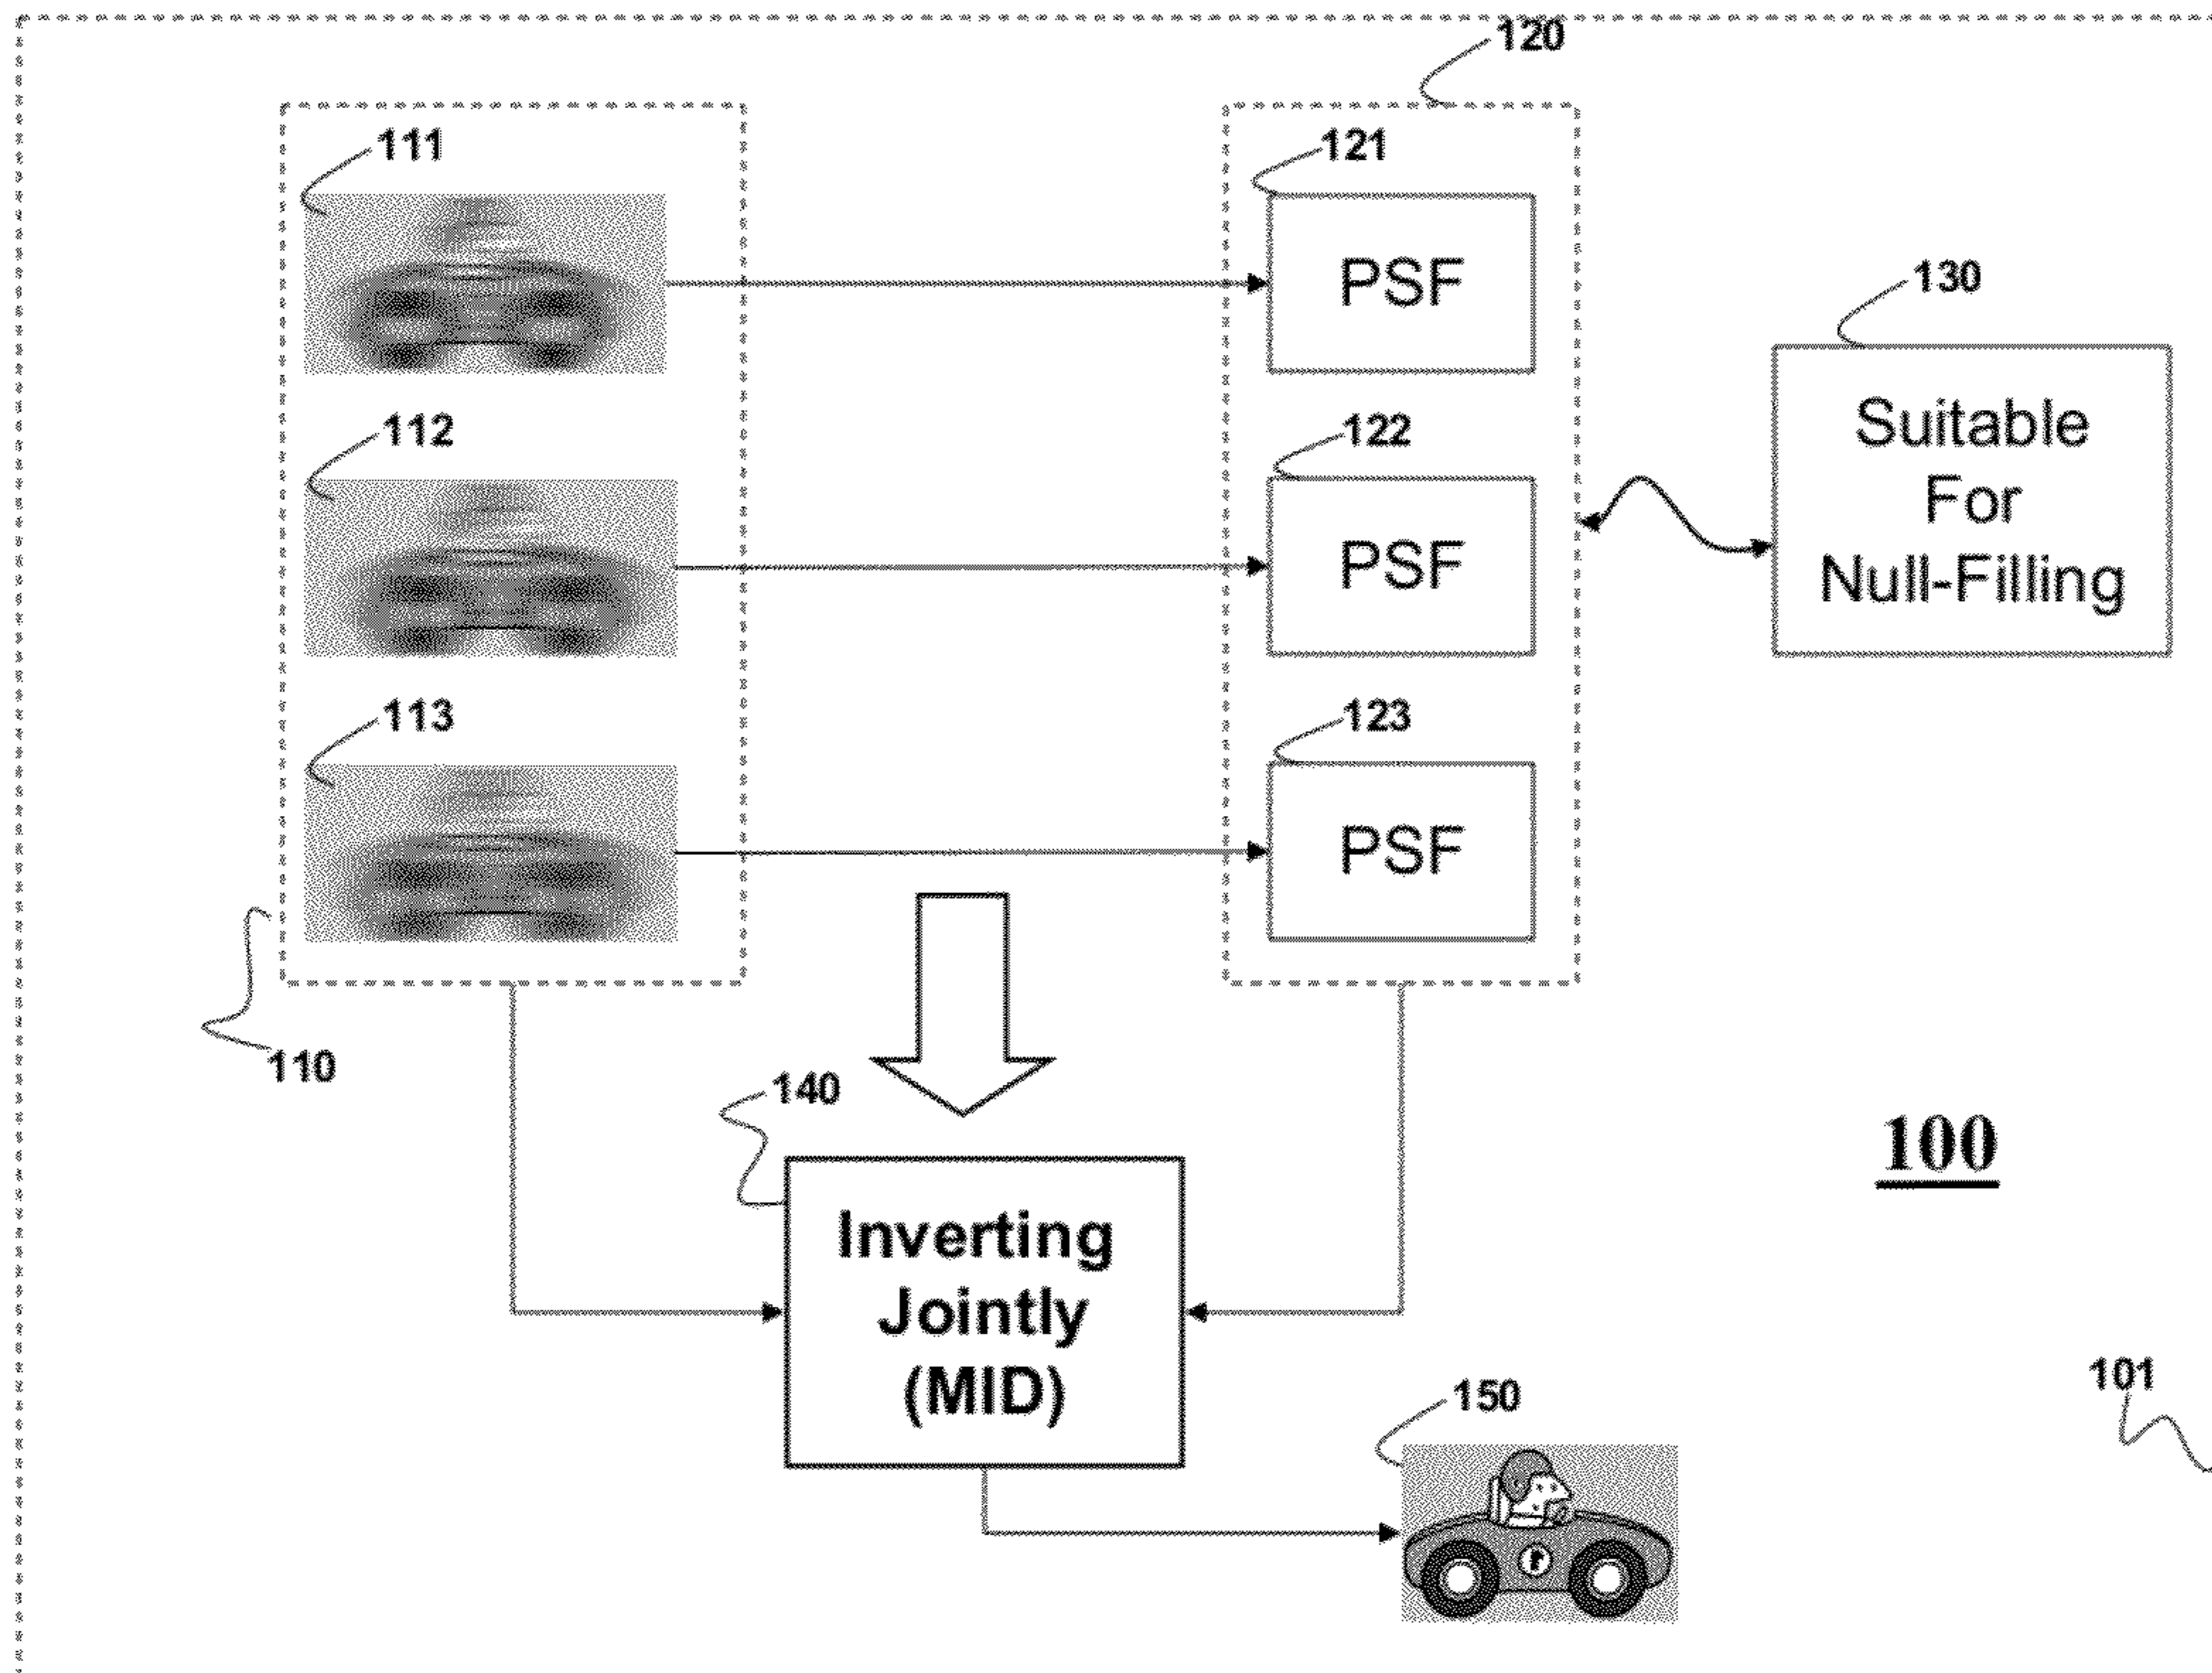 120
111
121
PSF
130
112
122
Suitable
For
Null-Filling
PSF
113
123
PSF
110
140
100
Inverting
Jointly
(MID)
101
150